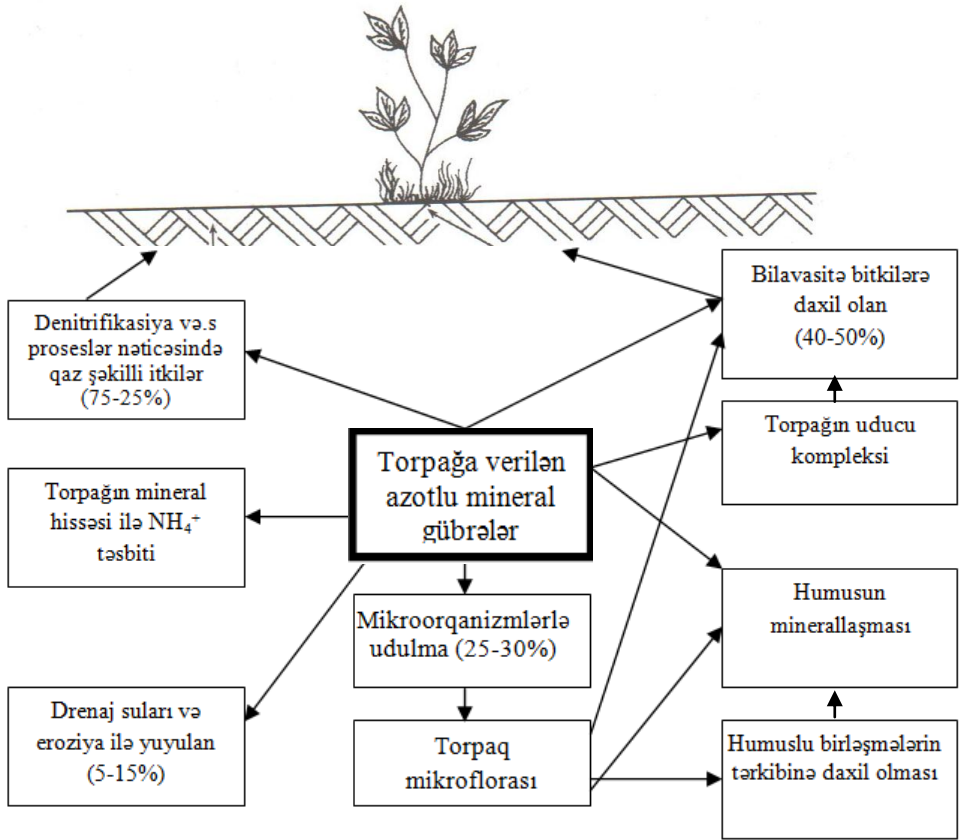 Denitrifikasiya və.s
proseslər nəticəsində
qaz şəkilli itkilər
(75-25%)
Bilavasitə bitkilərə
daxil olan
(40-50%)
Torpağın uducu
kompleksi
Torpağa verilən
azotlu mineral
gübrələr
Torpağın mineral
hissəsi ilə NH₄⁺
təsbiti
Mikroorqanizmlərlə
udulma (25-30%)
Humusun
minerallaşması
Drenaj suları və
eroziya ilə yuyulan
(5-15%)
Torpaq
mikroflorası
Humuslu birləşmələrin
tərkibinə daxil olması